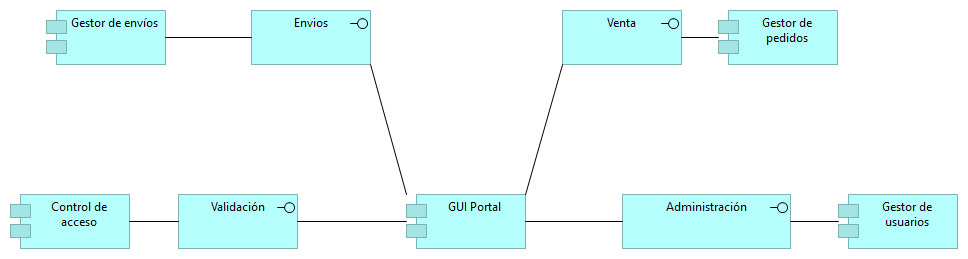 Gestor de envíos
Envios
Venta
Gestor de
pedidos
Control de
acceso
Validación
GUI Portal
Administración
Gestor de
usuarios